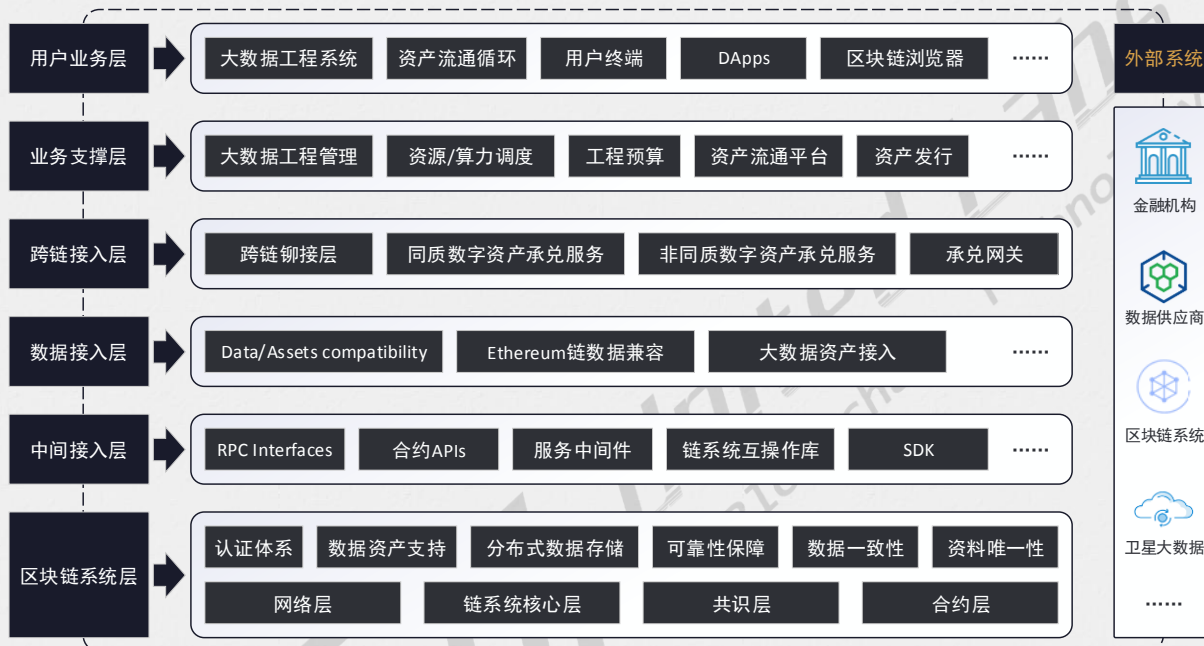 用户业务层
大数据工程系统
资产流通循环
用户终端
DApps
区块链浏览器
……
外部系统
业务支撑层
大数据工程管理
资源/算力调度
工程预算
资产流通平台
资产发行
……
金融机构
跨链接入层
跨链铆接层
同质数字资产承兑服务
非同质数字资产承兑服务
承兑网关
数据供应商
数据接入层
Data/Assets compatibility
Ethereum链数据兼容
大数据资产接入
……
区块链系统
中间接入层
RPC Interfaces
合约APIs
服务中间件
链系统互操作库
SDK
……
卫星大数据
……
区块链系统层
认证体系
数据资产支持
分布式数据存储
可靠性保障
数据一致性
资料唯一性
网络层
链系统核心层
共识层
合约层